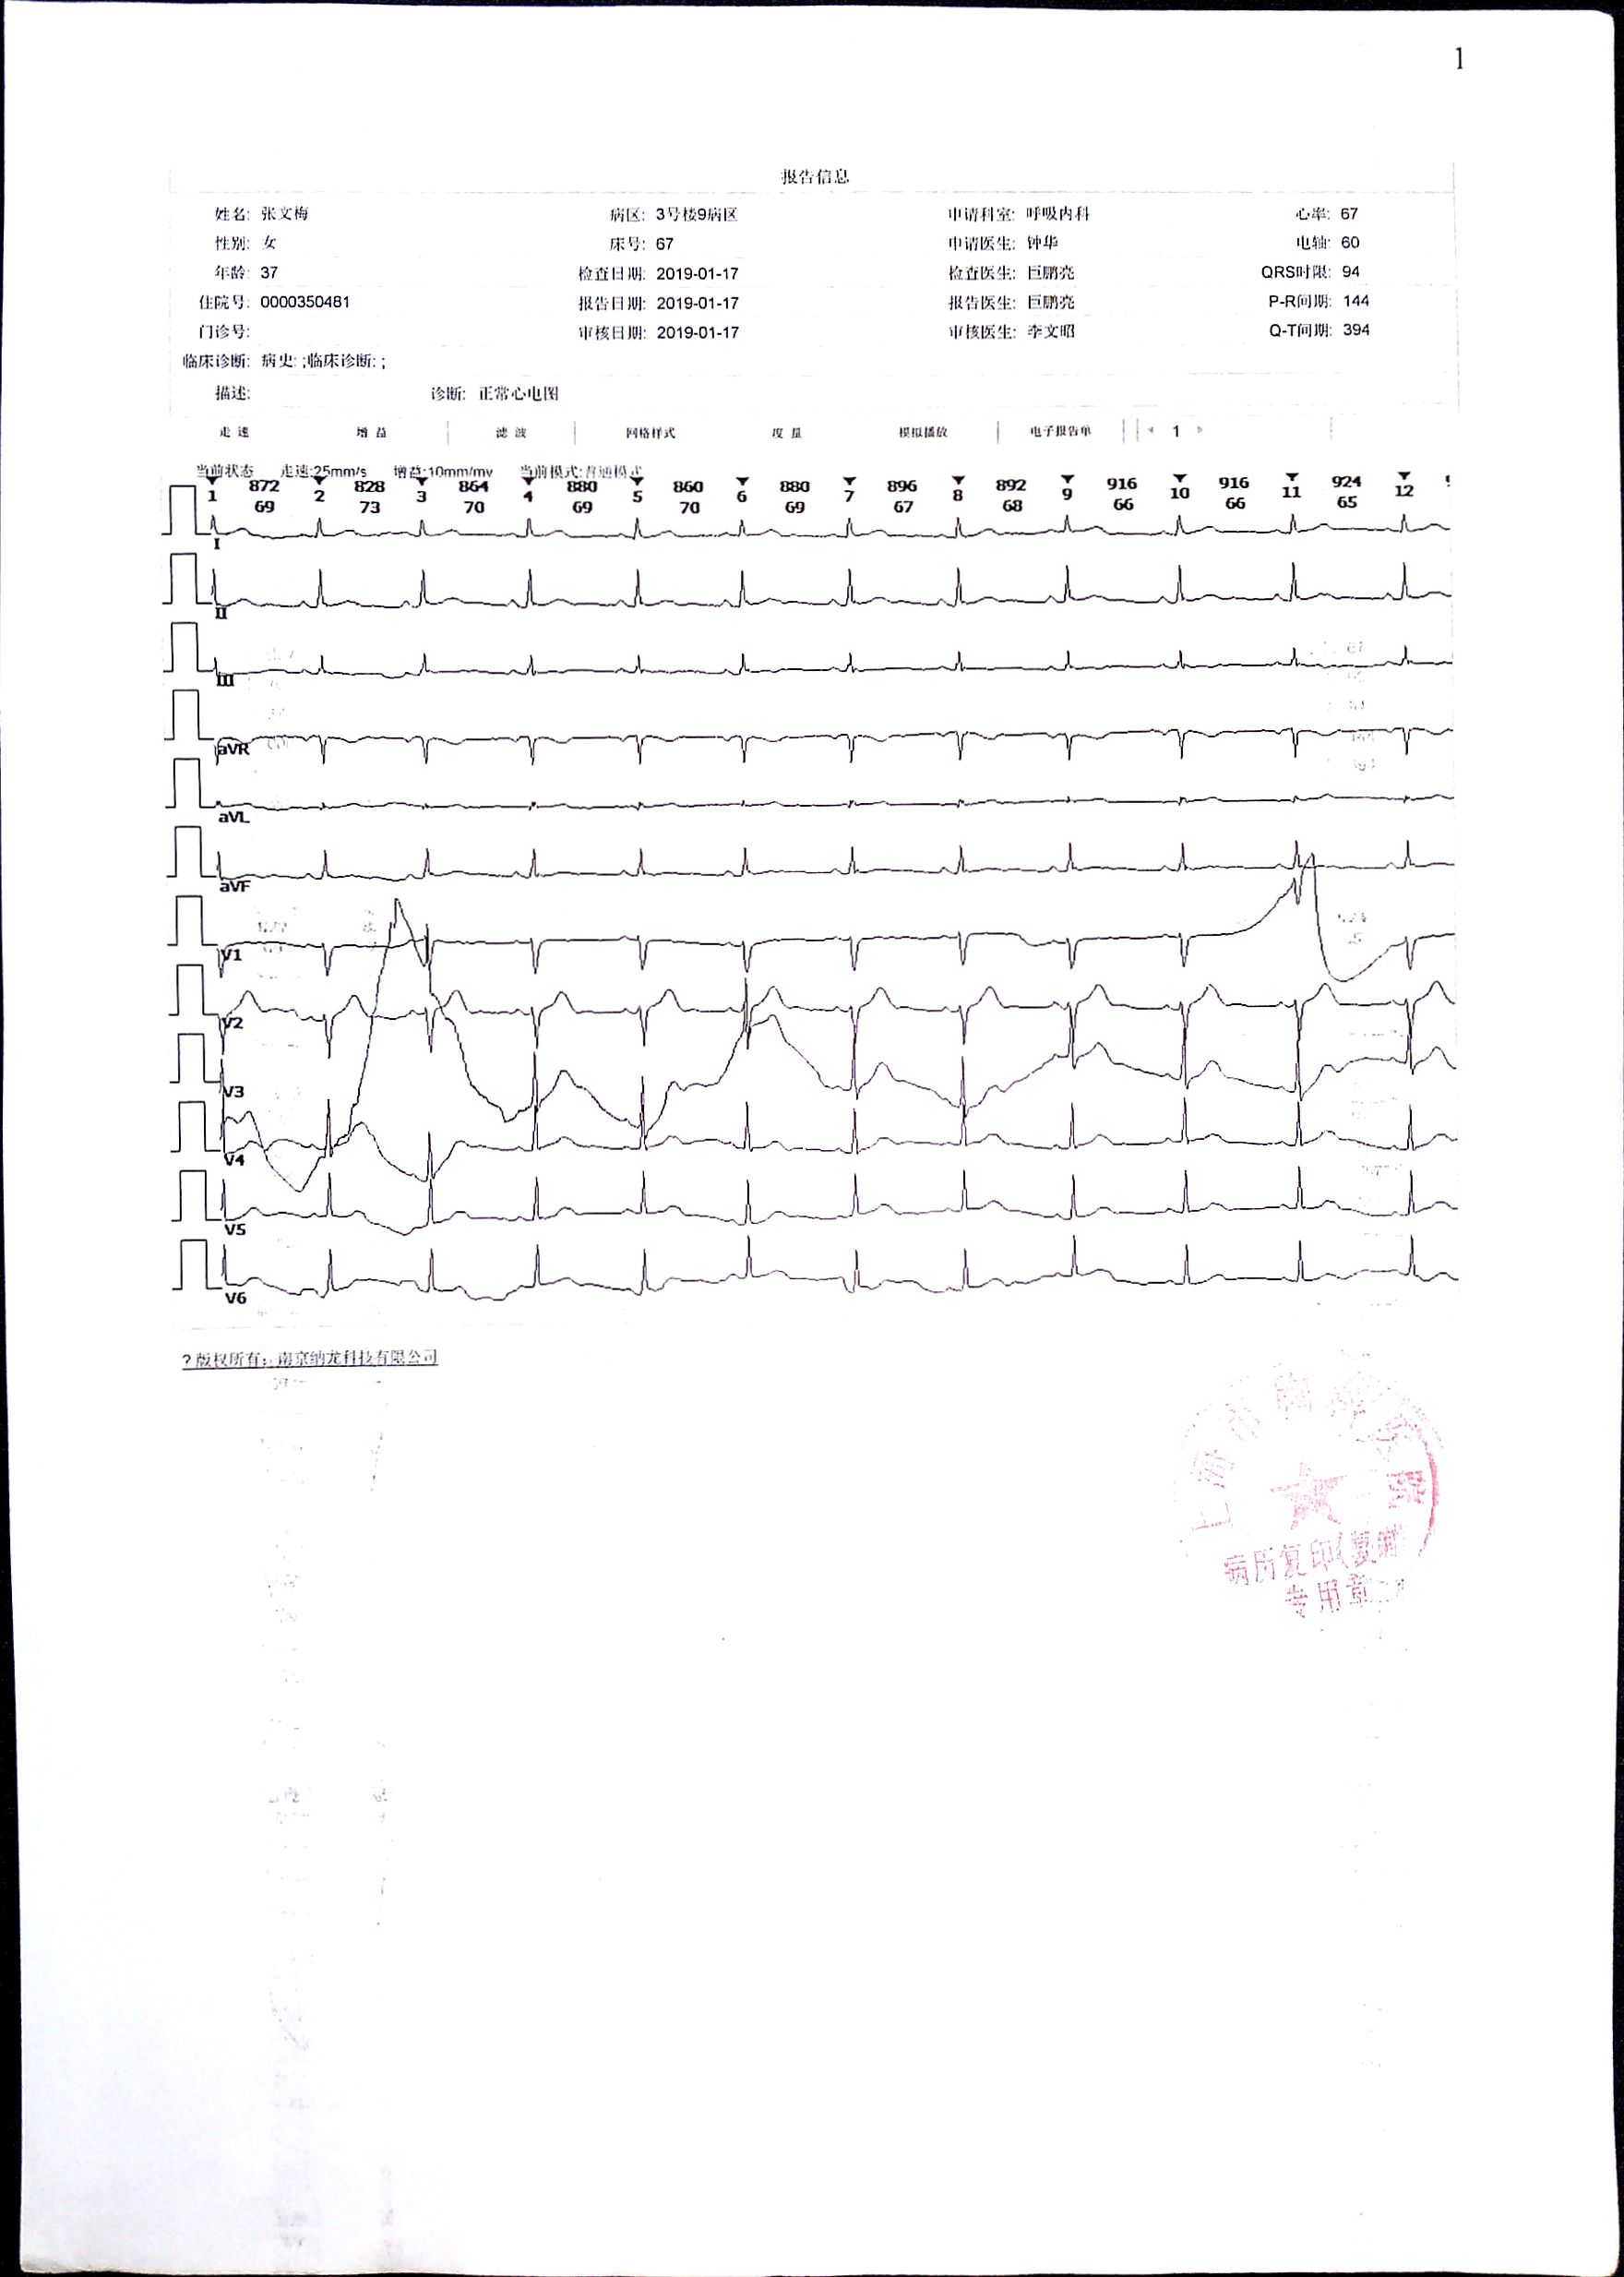 1
报告信息
姓名: 张文梅 病区: 3号楼9病区 申请科室: 呼吸内科 心率: 67
性别: 女 床号: 67 申请医生: 钟华 电轴: 60
年龄: 37 检查日期: 2019-01-17 检查医生: 巨鹏亮 QRS时限: 94
住院号: 0000350481 报告日期: 2019-01-17 报告医生: 巨鹏亮 P-R间期: 144
门诊号: 审核日期: 2019-01-17 审核医生: 李文昭 Q-T间期: 394
临床诊断: 病史: ;临床诊断: ;
描述: 诊断: 正常心电图
走 速 增 益 滤 波 网格样式 度 量 模拟播放 电子报告单 1
当前状态 走速:25mm/s 增益:10mm/mv 当前模式:普通模式
872 828 864 880 860 880 896 892 916 916 924
1 2 3 4 5 6 7 8 9 10 11 12
69 73 70 69 70 69 67 68 66 66 65
I
II
III
aVR
aVL
aVF
V1
V2
V3
V4
V5
V6
? 版权所有: 南京纳龙科技有限公司
上海市胸科医院
复印(复制
专用章